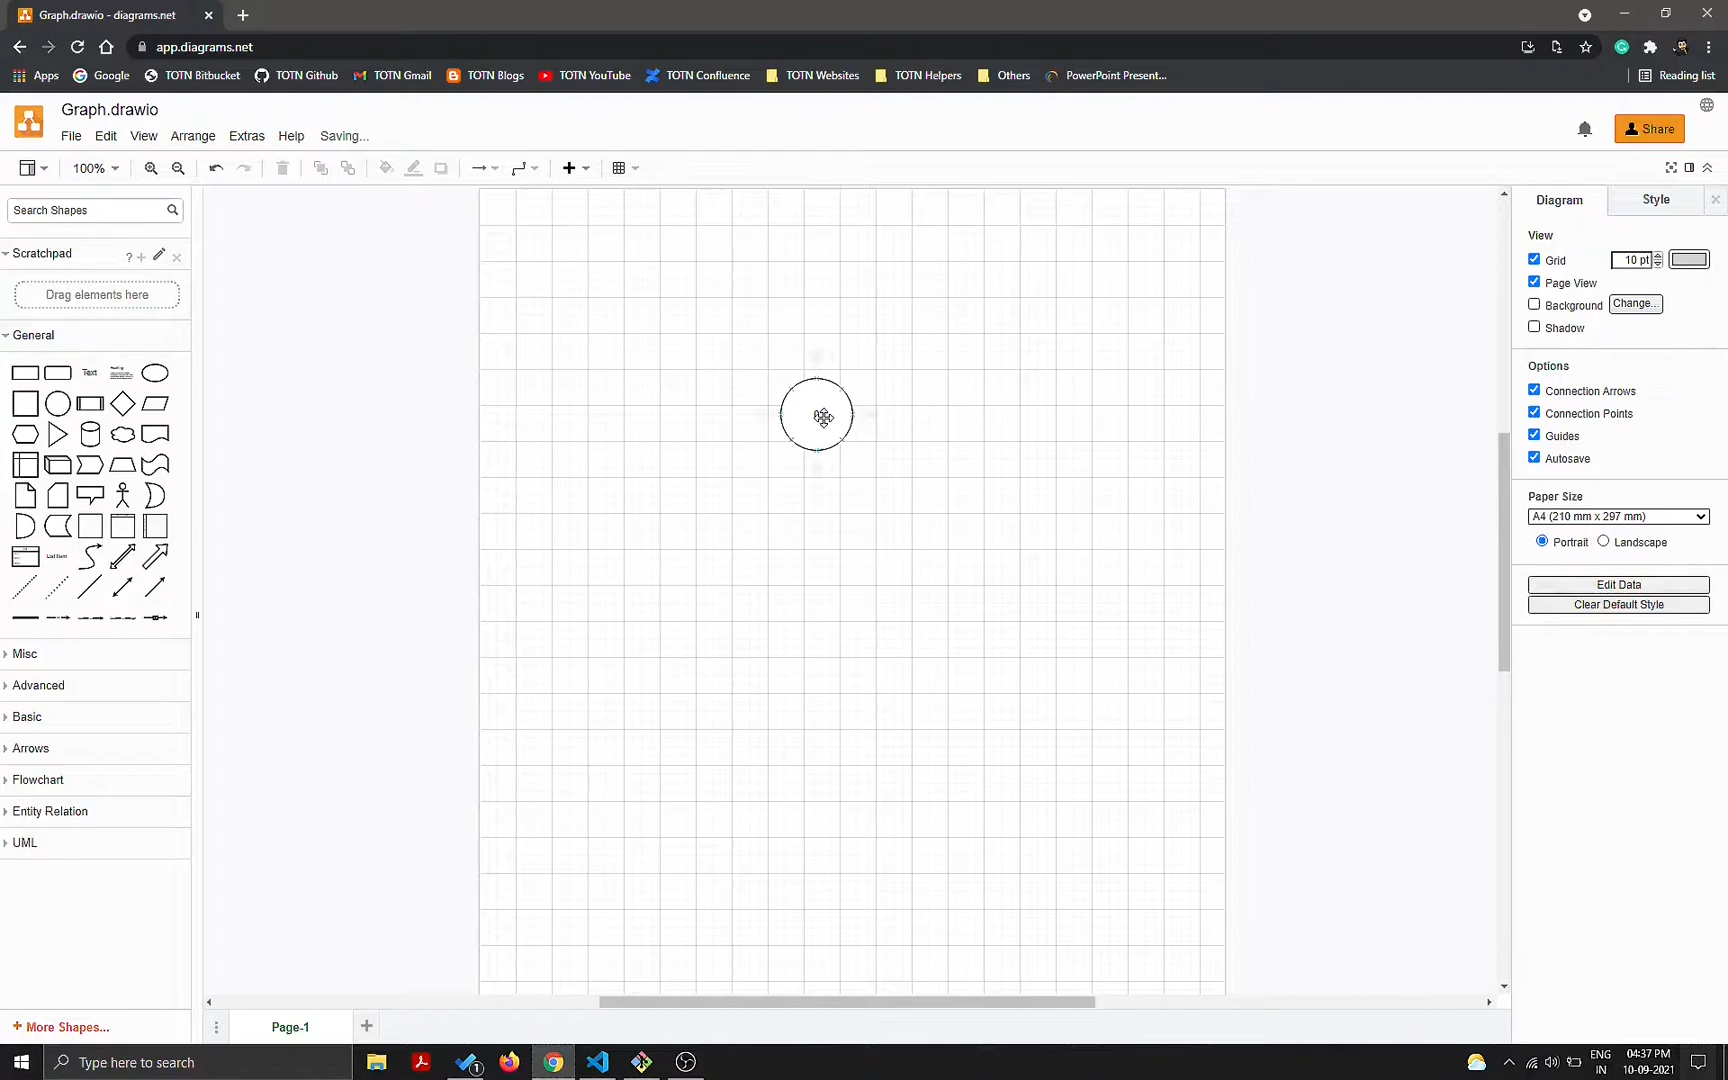 Graph.drawio - diagrams.net
app.diagrams.net
Apps Google TOTN Bitbucket TOTN Github TOTN Gmail TOTN Blogs TOTN YouTube TOTN Confluence TOTN Websites TOTN Helpers Others PowerPoint Present... Reading list
Graph.drawio
File Edit View Arrange Extras Help Saving...
Share
100%
Search Shapes
Scratchpad
?
Drag elements here
General
Text
Heading
List Item
Misc
Advanced
Basic
Arrows
Flowchart
Entity Relation
UML
More Shapes...
Page-1
Diagram Style
View
Grid 10 pt
Page View
Background Change...
Shadow
Options
Connection Arrows
Connection Points
Guides
Autosave
Paper Size
A4 (210 mm x 297 mm)
Portrait Landscape
Edit Data
Clear Default Style
Type here to search
1
ENG
IN
04:37 PM
10-09-2021